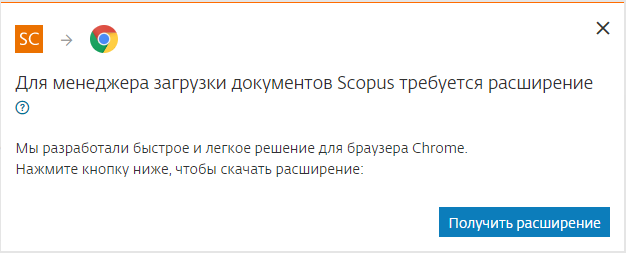 SC
Для менеджера загрузки документов Scopus требуется расширение
?
Мы разработали быстрое и легкое решение для браузера Chrome.
Нажмите кнопку ниже, чтобы скачать расширение:
Получить расширение